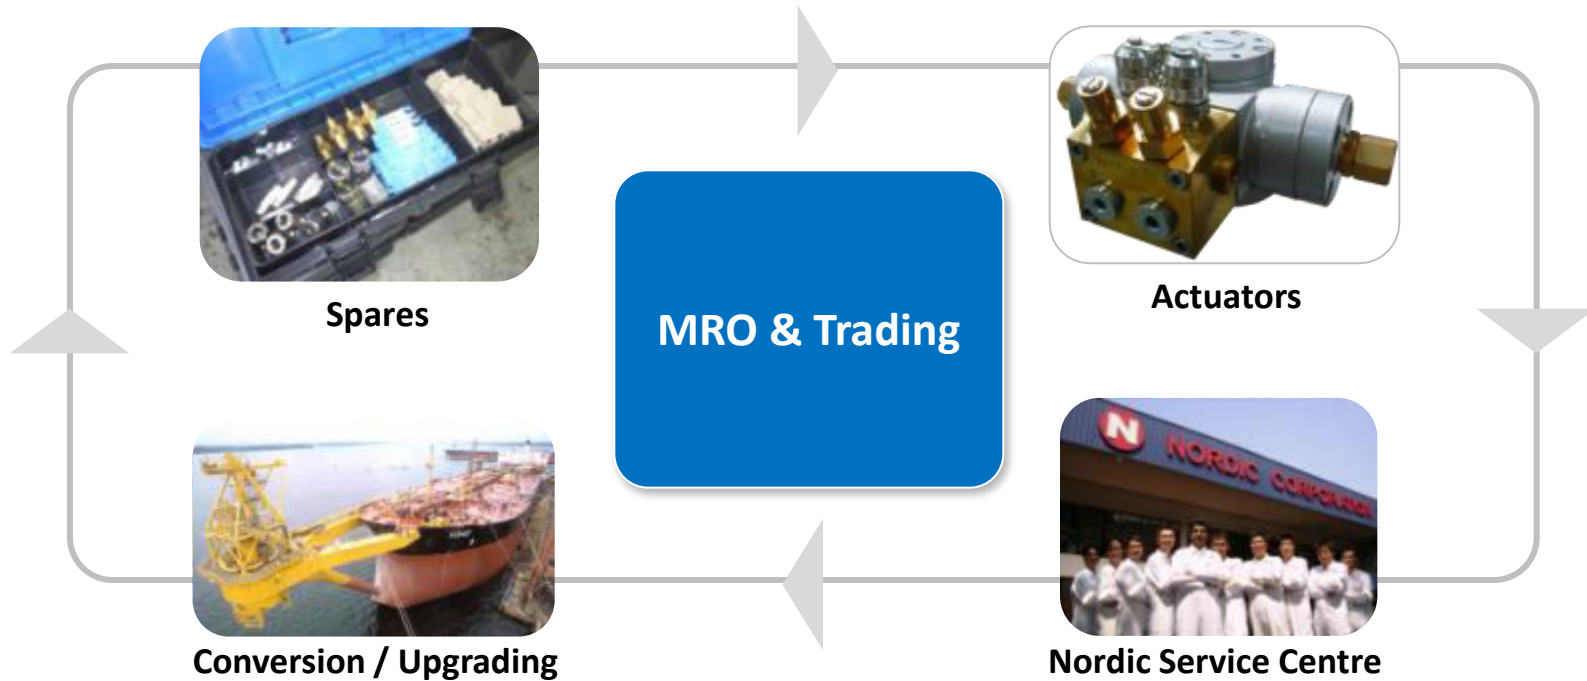 Spares
Actuators
MRO & Trading
N NORDIC CORPORATION
Conversion / Upgrading
Nordic Service Centre